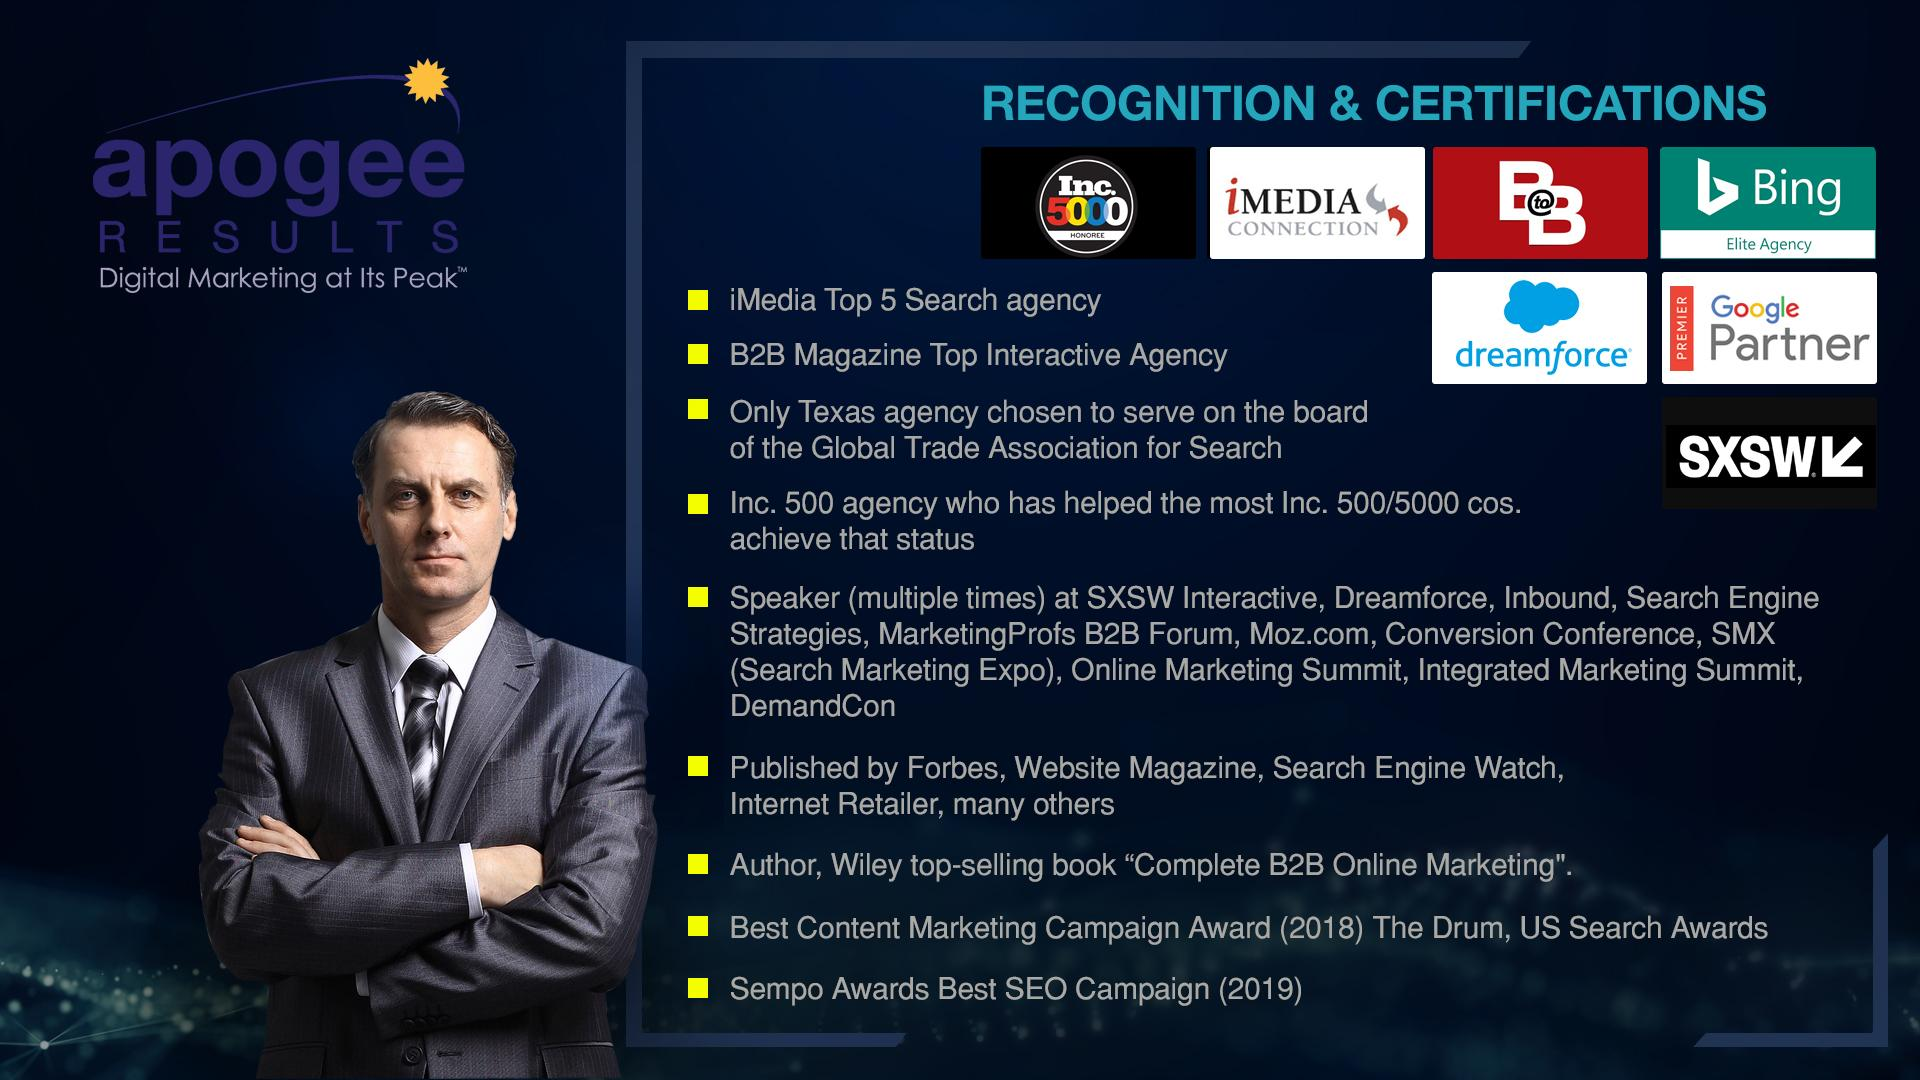 apogee
RESULTS
Digital Marketing at Its Peak™
RECOGNITION & CERTIFICATIONS
Inc.
5000
HONOREE
iMEDIA
CONNECTION
BtoB
Bing
Elite Agency
dreamforce
PREMIER
Google
Partner
SXSW
iMedia Top 5 Search agency
B2B Magazine Top Interactive Agency
Only Texas agency chosen to serve on the board
of the Global Trade Association for Search
Inc. 500 agency who has helped the most Inc. 500/5000 cos.
achieve that status
Speaker (multiple times) at SXSW Interactive, Dreamforce, Inbound, Search Engine
Strategies, MarketingProfs B2B Forum, Moz.com, Conversion Conference, SMX
(Search Marketing Expo), Online Marketing Summit, Integrated Marketing Summit,
DemandCon
Published by Forbes, Website Magazine, Search Engine Watch,
Internet Retailer, many others
Author, Wiley top-selling book “Complete B2B Online Marketing".
Best Content Marketing Campaign Award (2018) The Drum, US Search Awards
Sempo Awards Best SEO Campaign (2019)